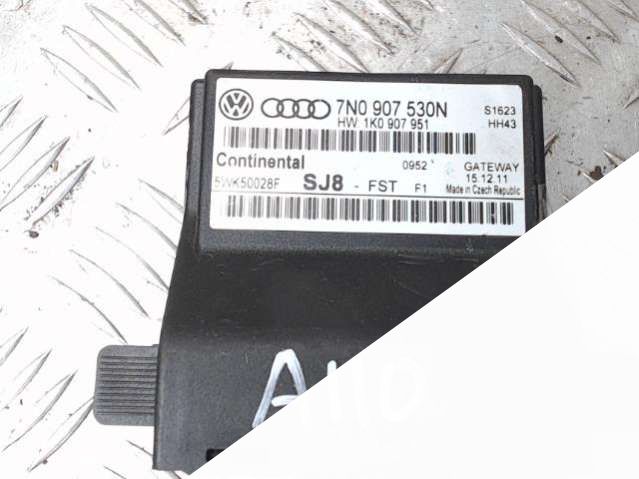 7N0 907 530N
HW 1K0 907 951
S1623
HH43
Continental
0952
GATEWAY
5WK50028F
SJ8 - FST F1
15.12.11
Made in Czech Republic
A110